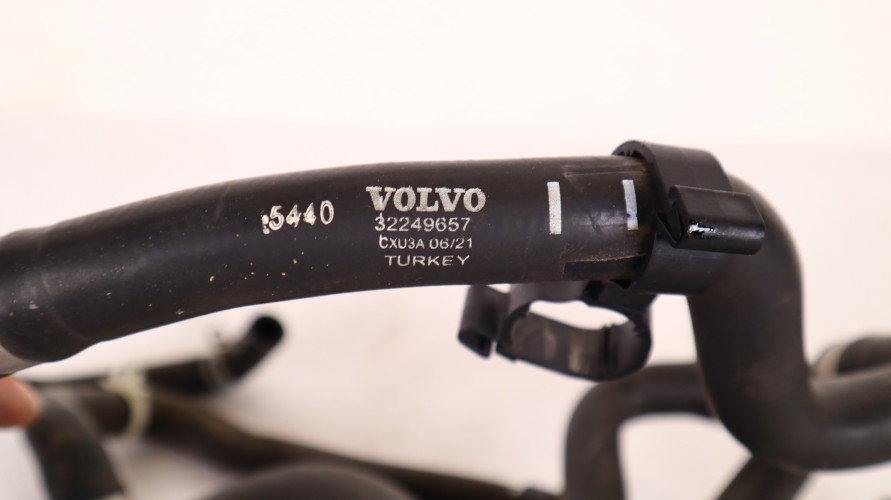 5440
VOLVO
32249657
CXU3A 06/21
TURKEY